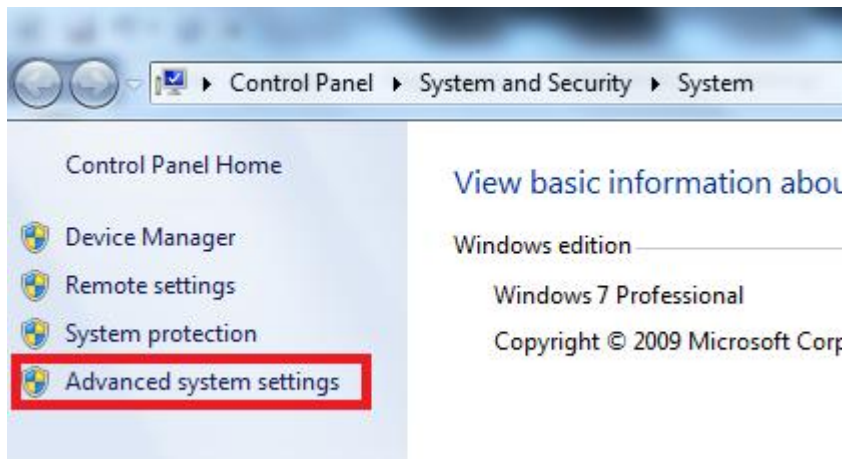 Control Panel ▸ System and Security ▸ System
Control Panel Home
Device Manager
Remote settings
System protection
Advanced system settings
View basic information abou
Windows edition
Windows 7 Professional
Copyright © 2009 Microsoft Corp